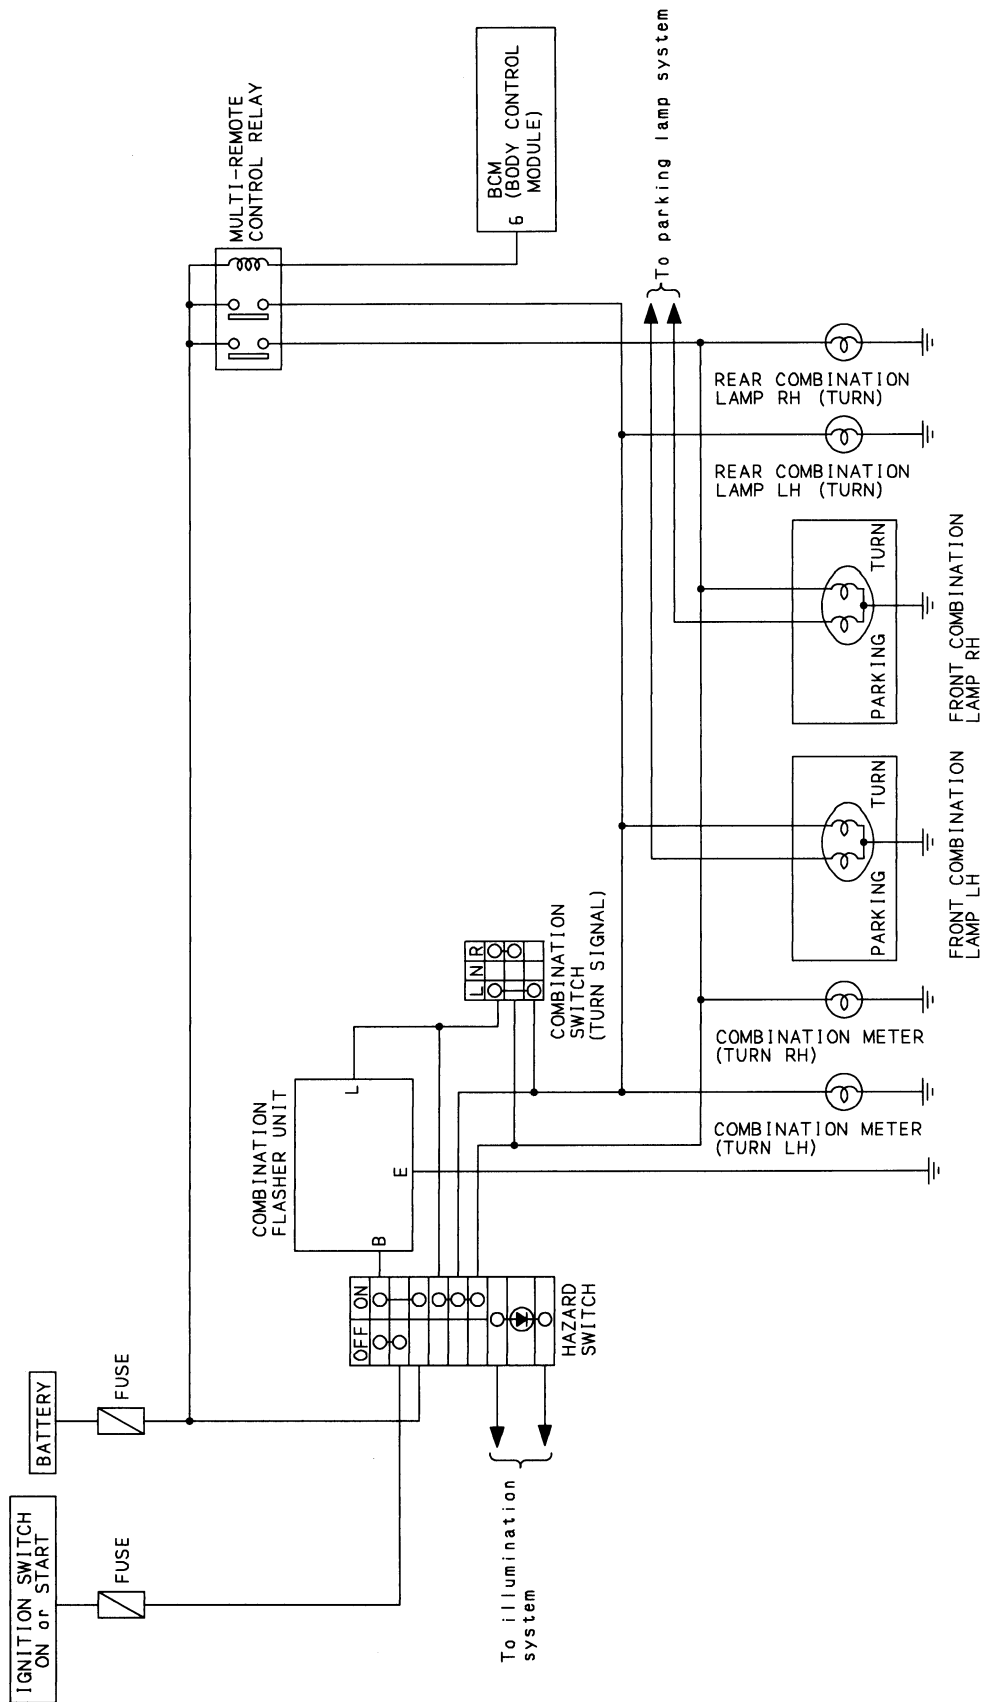 IGNITION SWITCH
ON or START
FUSE
BATTERY
FUSE
MULTI-REMOTE
CONTROL RELAY
BCM
(BODY CONTROL
MODULE)
6
COMBINATION
FLASHER UNIT
B
E
L
OFF
ON
HAZARD
SWITCH
To illumination
system
L
N
R
COMBINATION
SWITCH
(TURN SIGNAL)
To parking lamp system
COMBINATION METER
(TURN LH)
COMBINATION METER
(TURN RH)
PARKING
TURN
FRONT COMBINATION
LAMP LH
PARKING
TURN
FRONT COMBINATION
LAMP RH
REAR COMBINATION
LAMP LH (TURN)
REAR COMBINATION
LAMP RH (TURN)